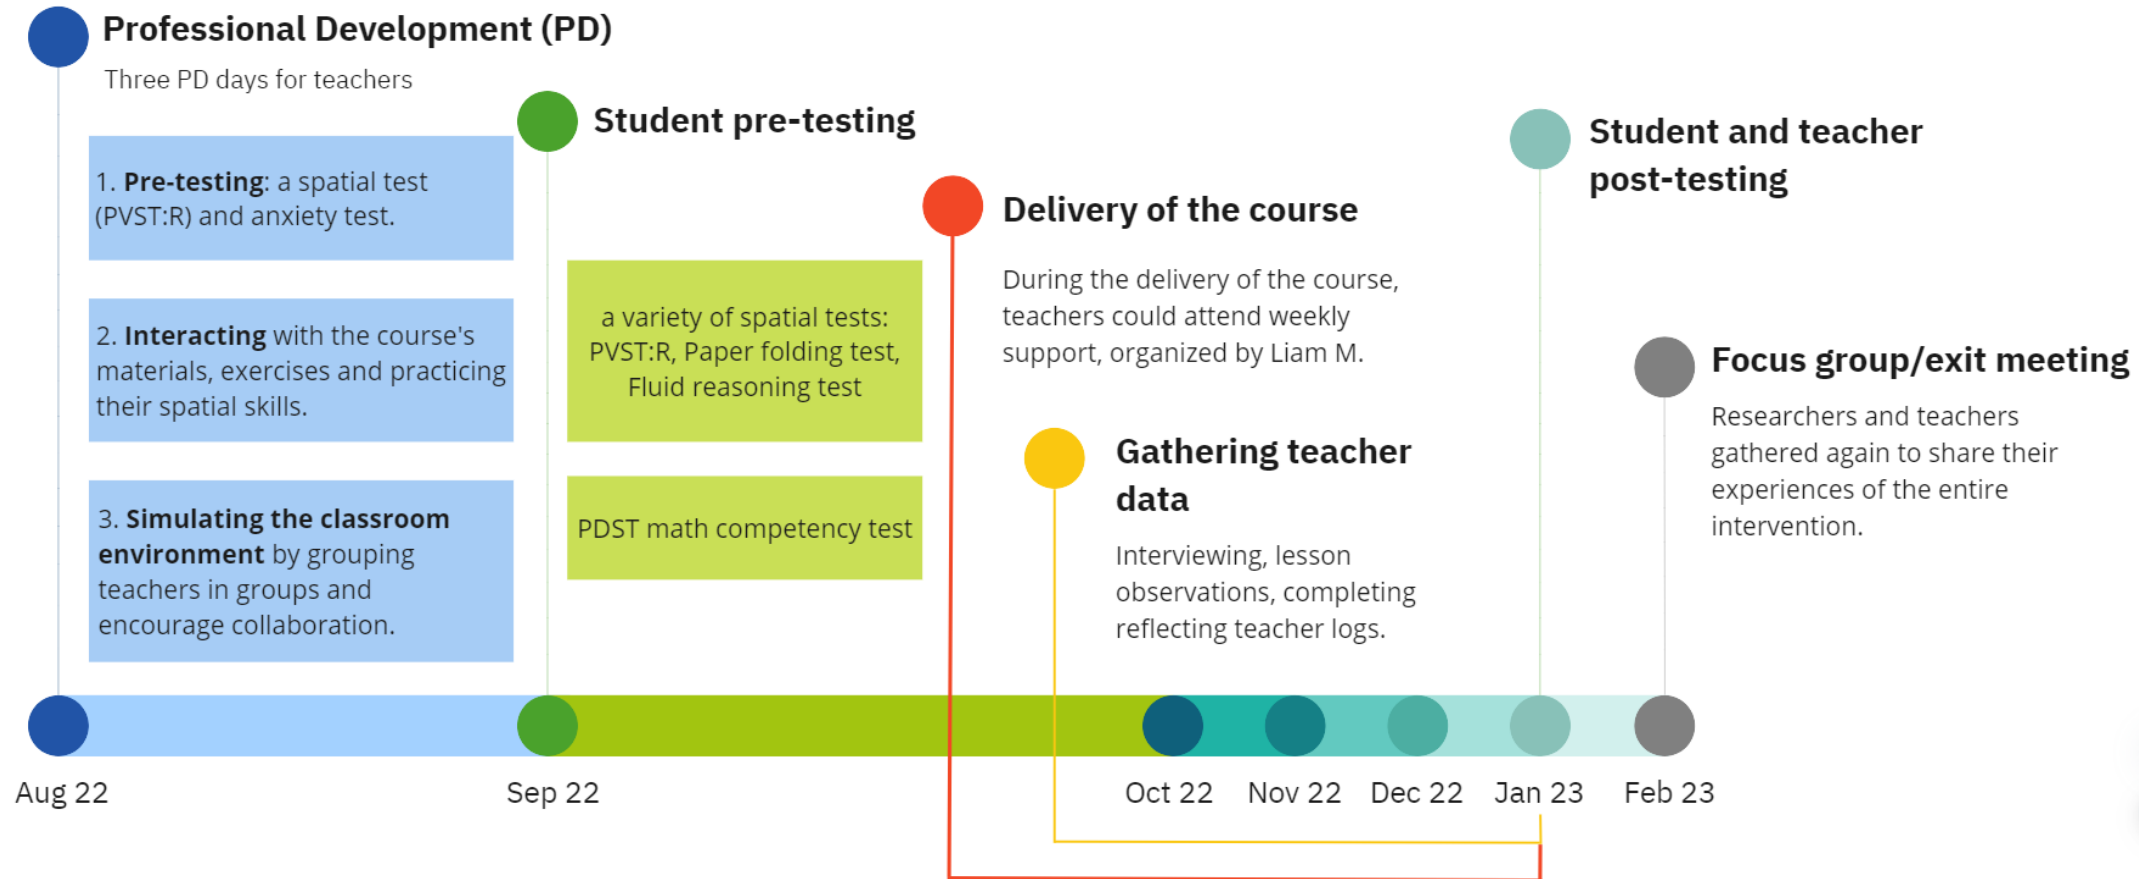 Professional Development (PD)
Three PD days for teachers
1. Pre-testing: a spatial test
(PVST:R) and anxiety test.
2. Interacting with the course's
materials, exercises and practicing
their spatial skills.
3. Simulating the classroom
environment by grouping
teachers in groups and
encourage collaboration.
Student pre-testing
a variety of spatial tests:
PVST:R, Paper folding test,
Fluid reasoning test
PDST math competency test
Delivery of the course
During the delivery of the course,
teachers could attend weekly
support, organized by Liam M.
Gathering teacher
data
Interviewing, lesson
observations, completing
reflecting teacher logs.
Student and teacher
post-testing
Focus group/exit meeting
Researchers and teachers
gathered again to share their
experiences of the entire
intervention.
Aug 22
Sep 22
Oct 22
Nov 22
Dec 22
Jan 23
Feb 23